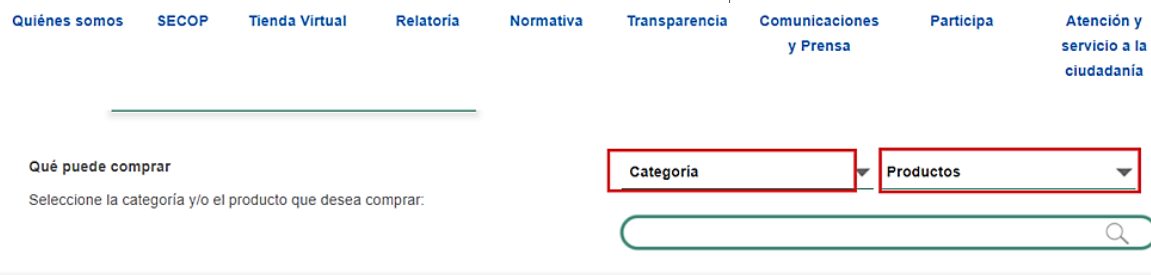 Quiénes somos SECOP Tienda Virtual Relatoría Normativa Transparencia Comunicaciones y Prensa Participa Atención y servicio a la ciudadanía
Qué puede comprar
Categoría Productos
Seleccione la categoría y/o el producto que desea comprar: